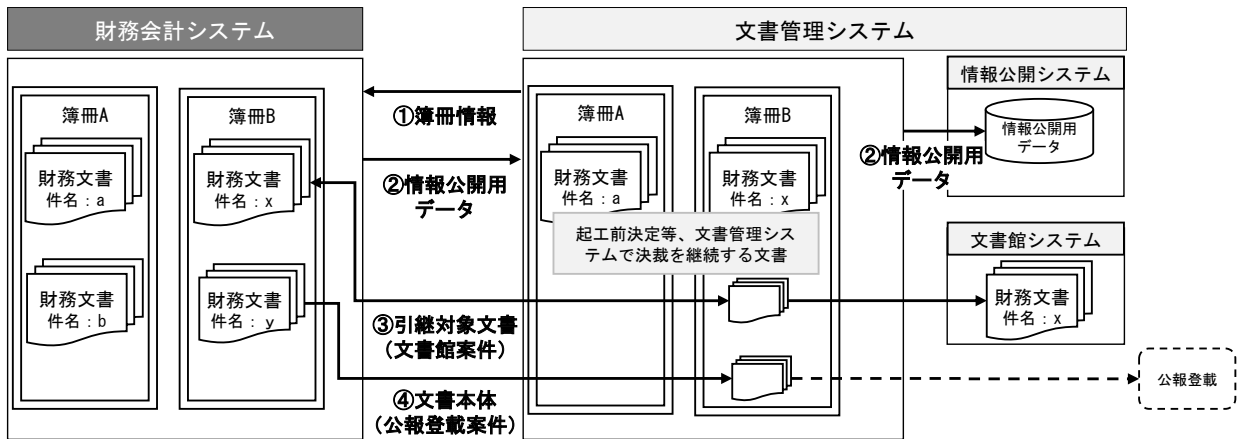 財務会計システム
文書管理システム
簿冊A
財務文書
件名：a
財務文書
件名：b
簿冊B
財務文書
件名：x
財務文書
件名：y
①簿冊情報
②情報公開用
データ
③引継対象文書
（文書館案件）
④文書本体
（公報登載案件）
簿冊A
財務文書
件名：a
簿冊B
財務文書
件名：x
起工前決定等、文書管理シス
テムで決裁を継続する文書
②情報公開用
データ
情報公開システム
情報公開用
データ
文書館システム
財務文書
件名：x
公報登載